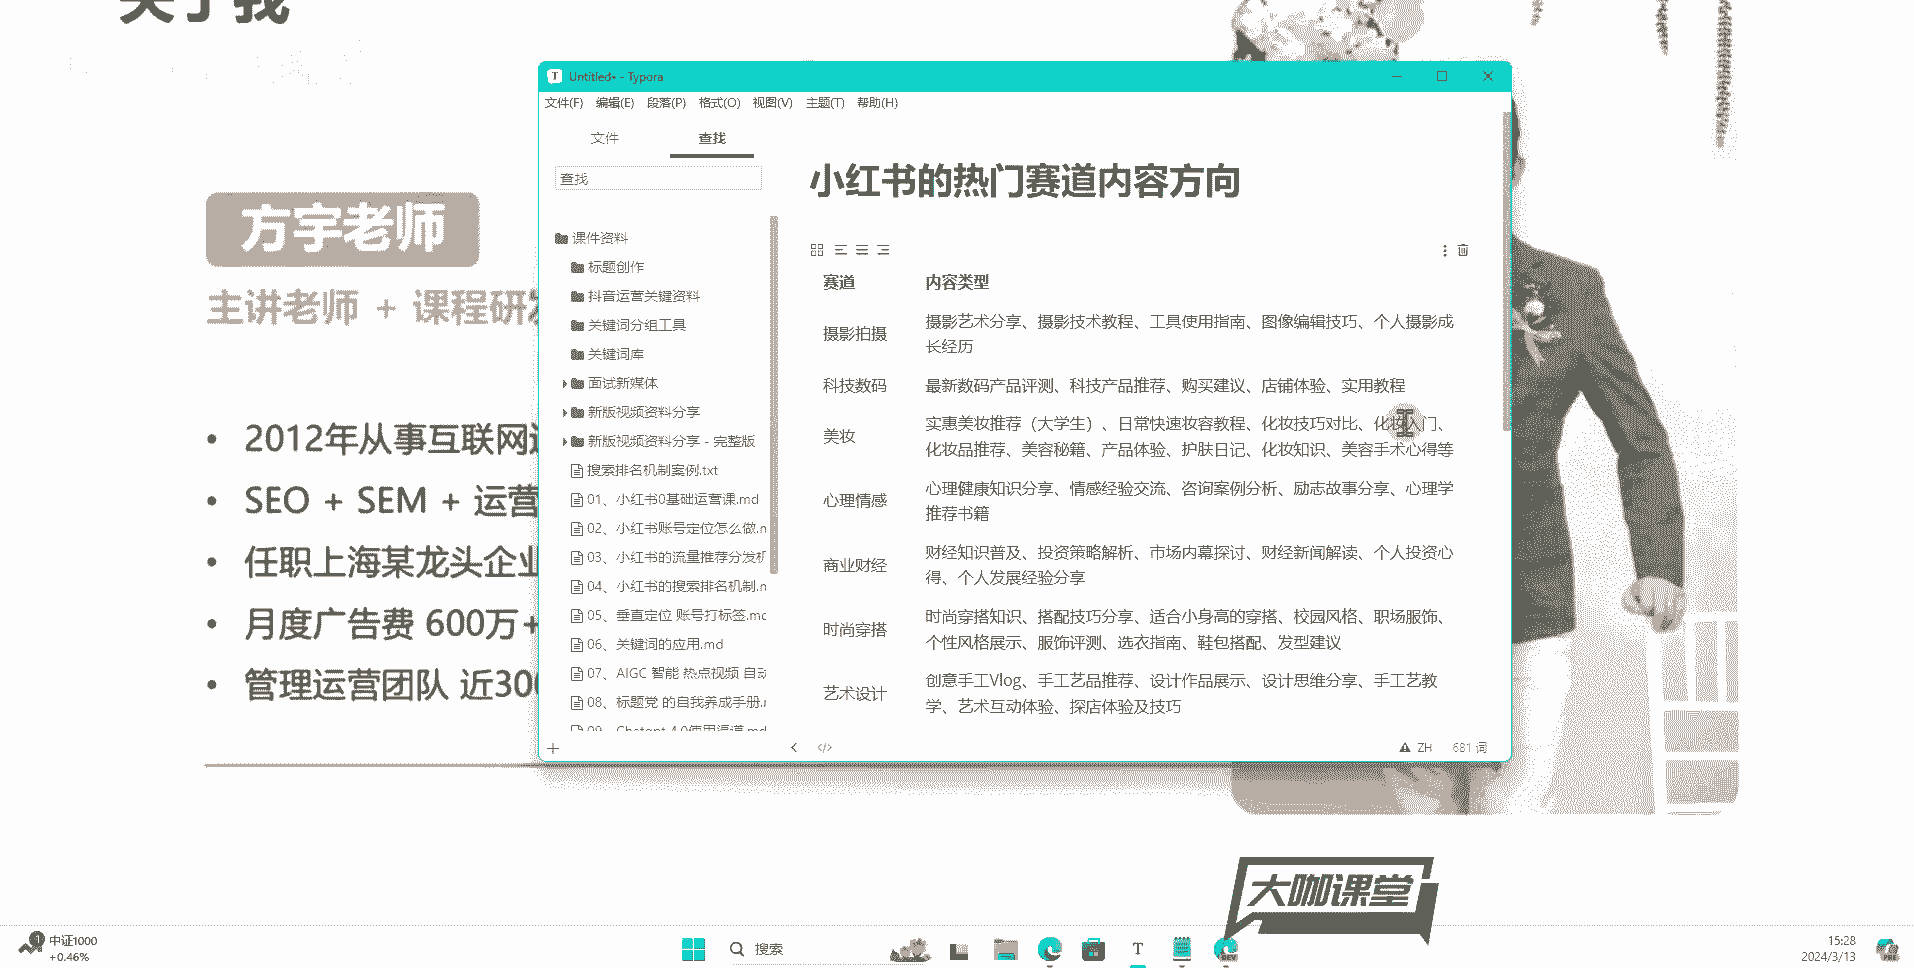 关于我
方宇老师
主讲老师 + 课程研
2012年从事互联网
SEO + SEM + 运营
任职上海某龙头企业
月度广告费 600万+
管理运营团队 近300
Untitled• - Typora
文件(F) 编辑(E) 段落(P) 格式(O) 视图(V) 主题(T) 帮助(H)
文件 查找
查找
课件资料
标题创作
抖音运营关键资料
关键词分组工具
关键词库
面试新媒体
新版视频资料分享
新版视频资料分享 - 完整版
搜索排名机制案例.txt
01、小红书0基础运营课.md
02、小红书账号定位怎么做.
03、小红书的流量推荐分发机
04、小红书的搜索排名机制.
05、垂直定位 账号打标签.md
06、关键词的应用.md
07、AIGC 智能 热点视频 自动
08、标题党 的自我养成手册.
09、Chatgpt 4.0使用渠道.md
小红书的热门赛道内容方向
赛道 内容类型
摄影拍摄 摄影艺术分享、摄影技术教程、工具使用指南、图像编辑技巧、个人摄影成
长经历
科技数码 最新数码产品评测、科技产品推荐、购买建议、店铺体验、实用教程
美妆 实惠美妆推荐（大学生）、日常快速妆容教程、化妆技巧对比、化妆入门、
化妆品推荐、美容秘籍、产品体验、护肤日记、化妆知识、美容手术心得等
心理情感 心理健康知识分享、情感经验交流、咨询案例分析、励志故事分享、心理学
推荐书籍
商业财经 财经知识普及、投资策略解析、市场内幕探讨、财经新闻解读、个人投资心
得、个人发展经验分享
时尚穿搭 时尚穿搭知识、搭配技巧分享、适合小身高的穿搭、校园风格、职场服饰、
个性风格展示、服饰评测、选衣指南、鞋包搭配、发型建议
艺术设计 创意手工Vlog、手工艺品推荐、设计作品展示、设计思维分享、手工艺教
学、艺术互动体验、探店体验及技巧
ZH 681 词
大咖课堂
1 中证1000
+0.46%
搜索
T
DEV
15:28
2024/3/13
PRE